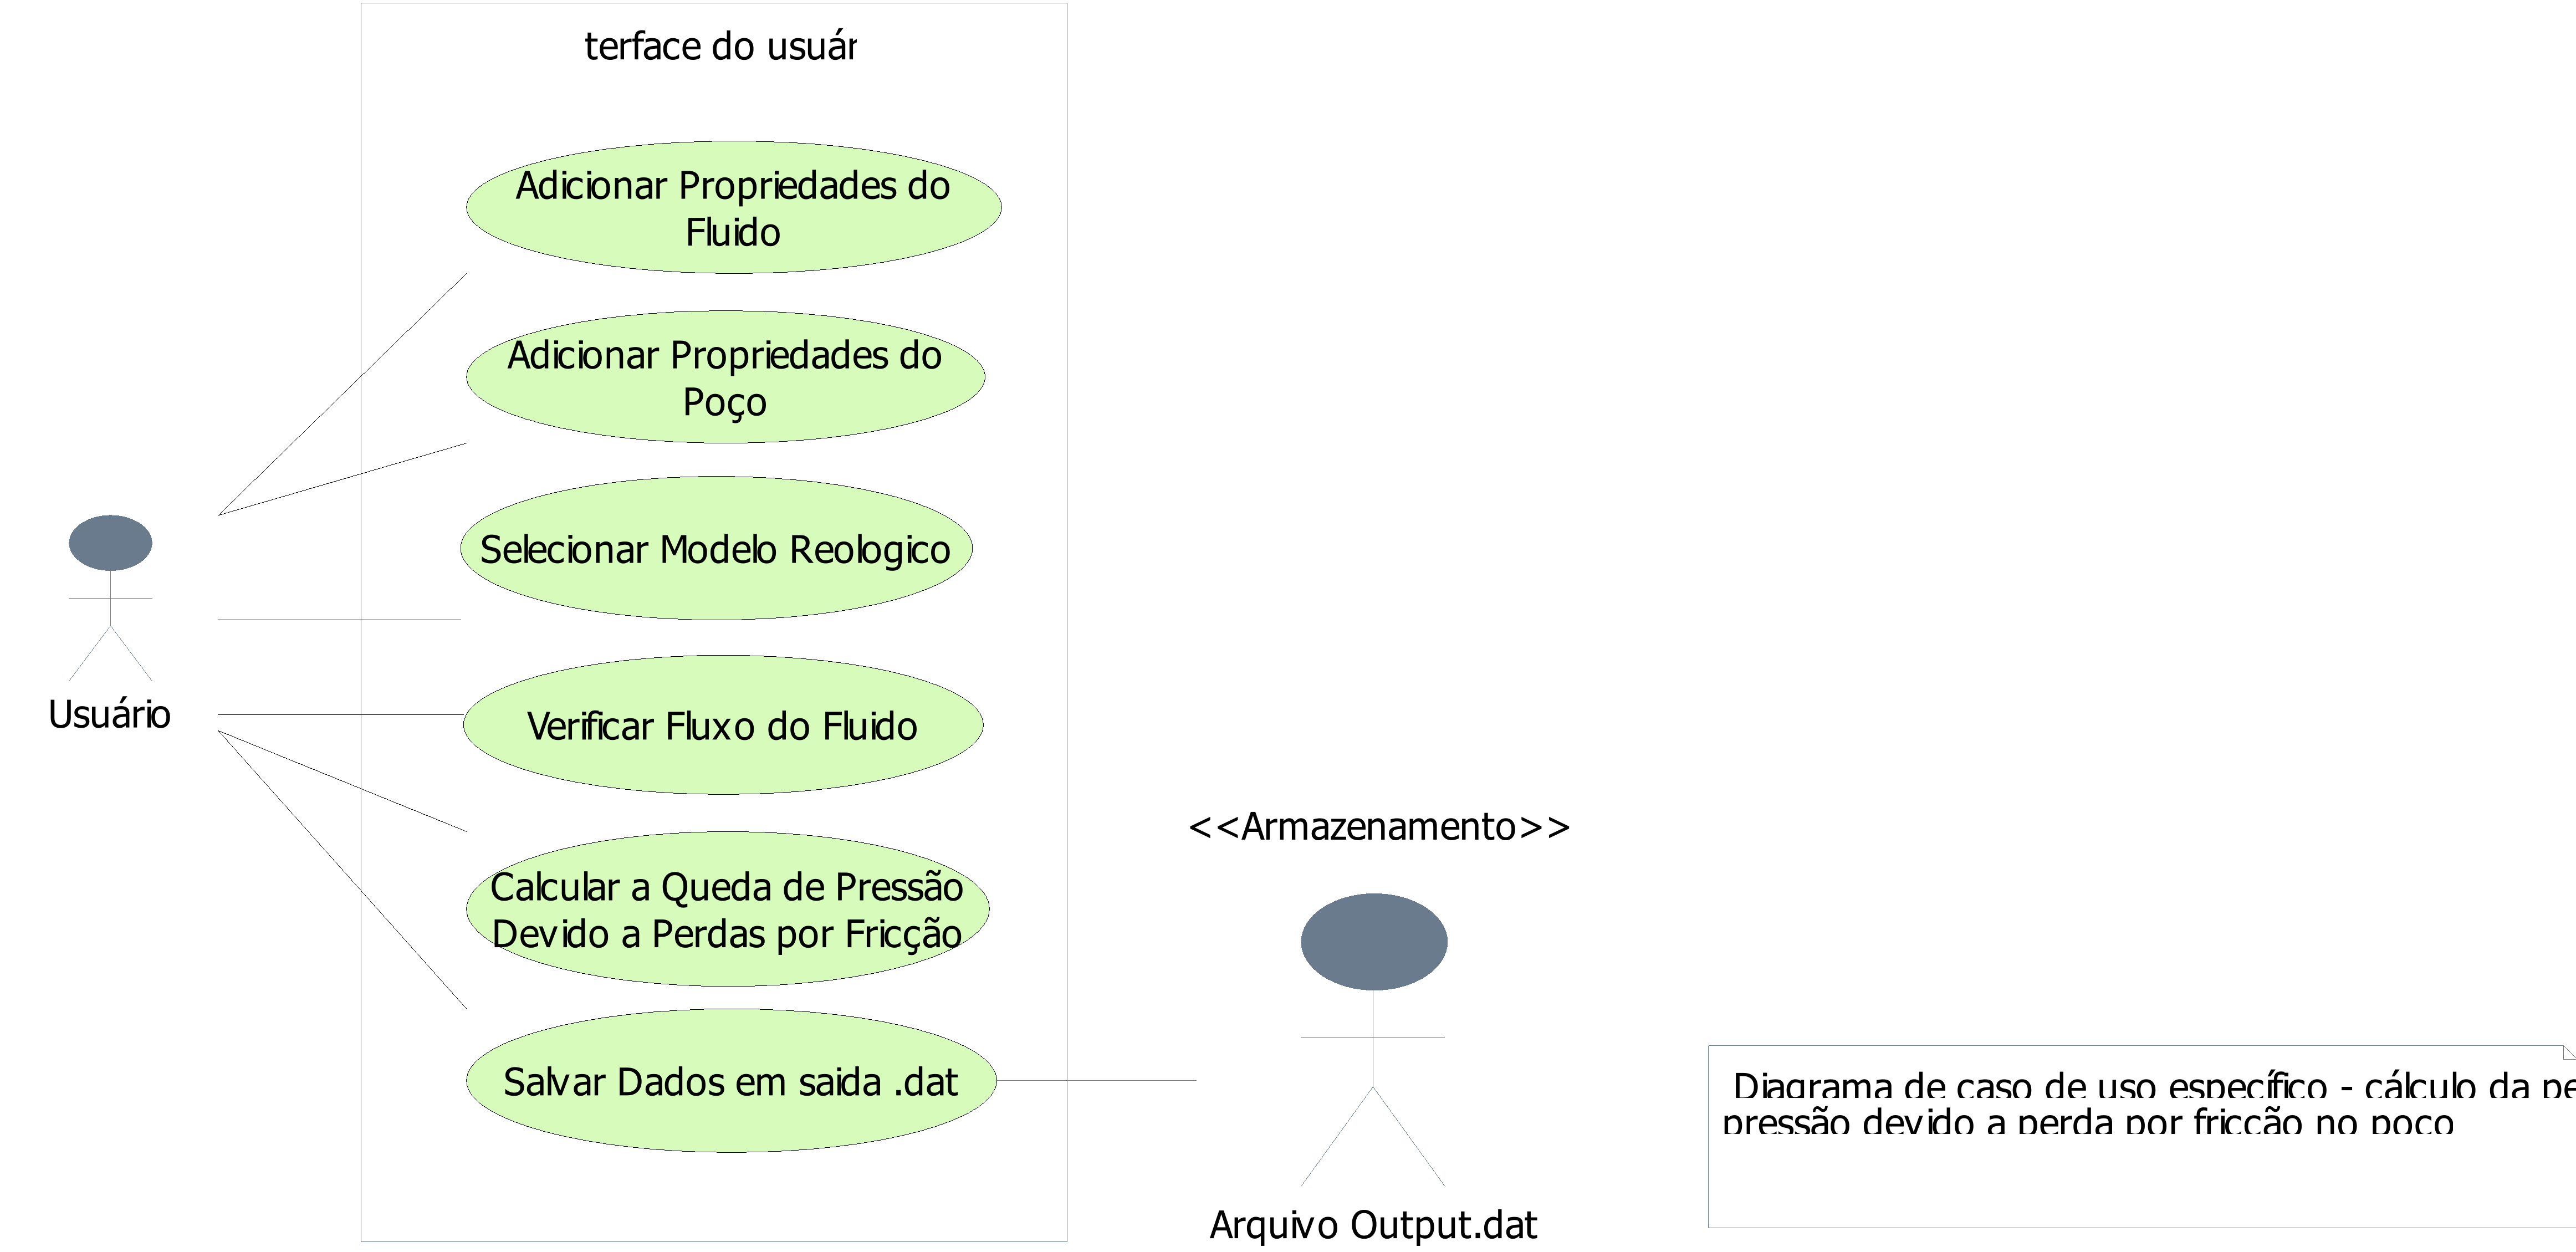 terface do usuár
Adicionar Propriedades do
Fluido
Adicionar Propriedades do
Poço
Selecionar Modelo Reologico
Verificar Fluxo do Fluido
Usuário
Calcular a Queda de Pressão
Devido a Perdas por Fricção
Salvar Dados em saida .dat
<<Armazenamento>>
Arquivo Output.dat
Diagrama de caso de uso específico - cálculo da pe
pressão devido a perda por fricção no poço